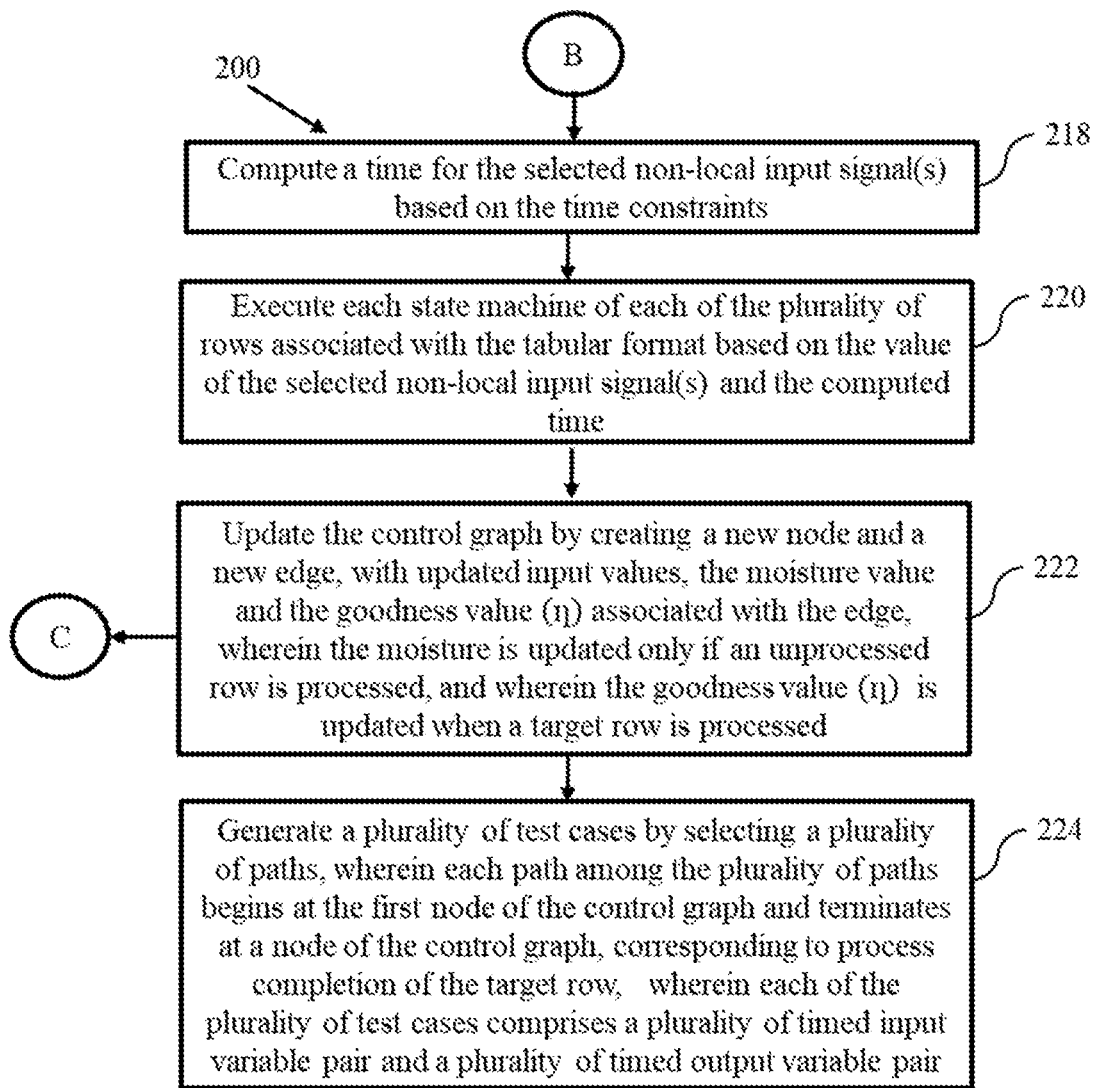 B
200
218
Compute a time for the selected non-local input signal(s)
based on the time constraints
220
Execute each state machine of each of the plurality of
rows associated with the tabular format based on the value
of the selected non-local input signal(s) and the computed
time
222
Update the control graph by creating a new node and a
new edge, with updated input values, the moisture value
and the goodness value (η) associated with the edge,
wherein the moisture is updated only if an unprocessed
row is processed, and wherein the goodness value (η) is
updated when a target row is processed
C
224
Generate a plurality of test cases by selecting a plurality
of paths, wherein each path among the plurality of paths
begins at the first node of the control graph and terminates
at a node of the control graph, corresponding to process
completion of the target row, wherein each of the
plurality of test cases comprises a plurality of timed input
variable pair and a plurality of timed output variable pair